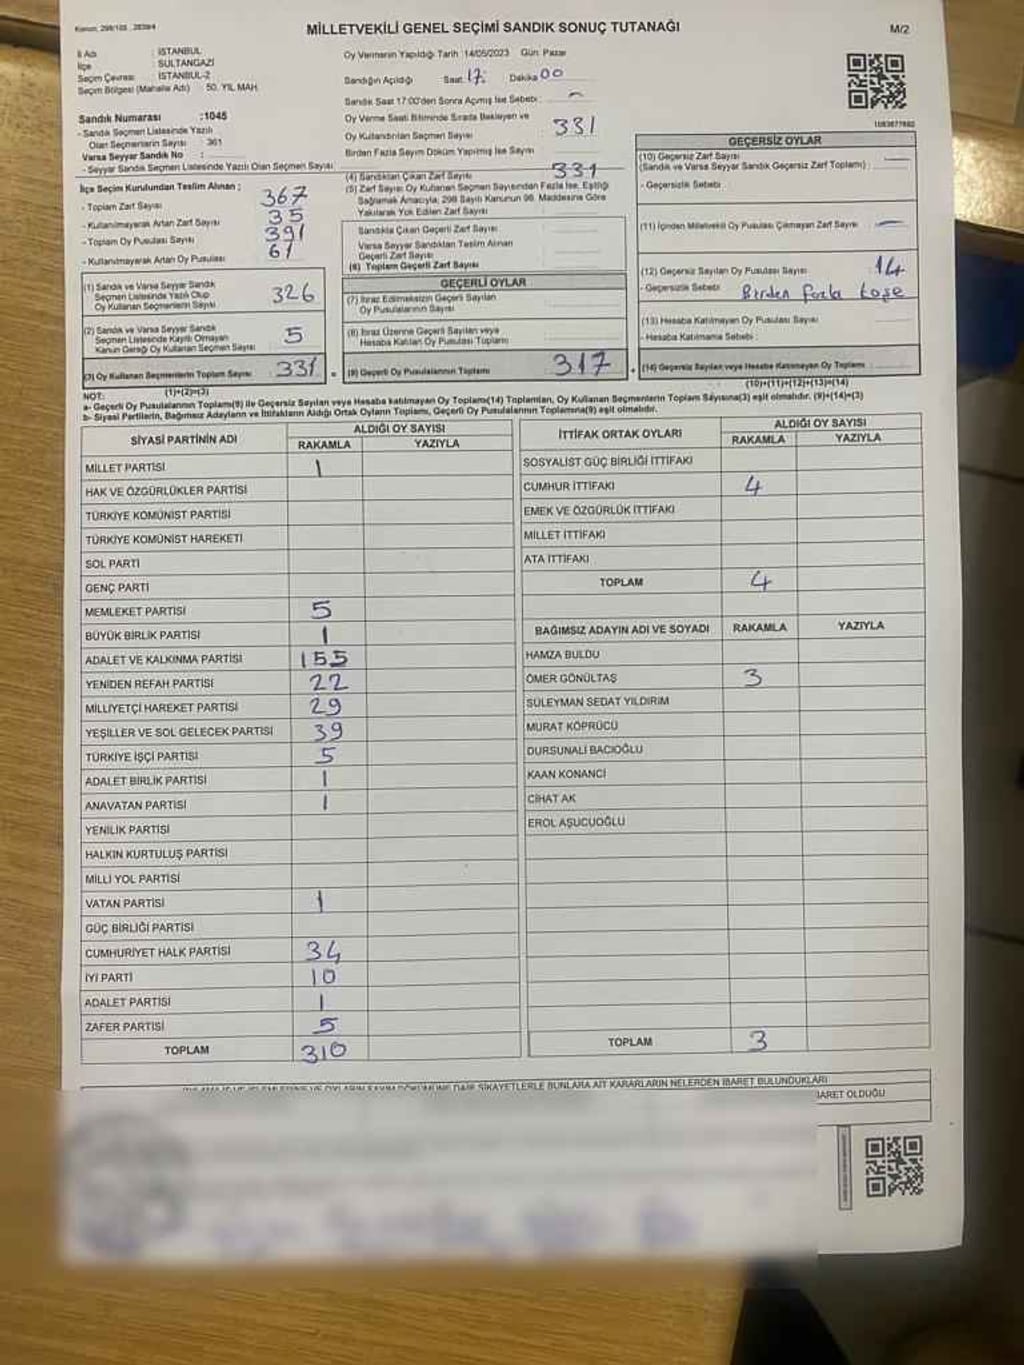 Kanun: 298/105 , 2839/4
MİLLETVEKİLİ GENEL SEÇİMİ SANDIK SONUÇ TUTANAĞI
M/2
İl Adı : İSTANBUL
İlçe : SULTANGAZİ
Seçim Çevresi : İSTANBUL-2
Seçim Bölgesi (Mahalle Adı) : 50. YIL MAH.
Sandık Numarası :1045
- Sandık Seçmen Listesinde Yazılı
Olan Seçmenlerin Sayısı : 361
Varsa Seyyar Sandık No :
- Seyyar Sandık Seçmen Listesinde Yazılı Olan Seçmen Sayısı :
Oy Vermenin Yapıldığı Tarih :14/05/2023 Gün: Pazar
Sandığın Açıldığı Saat: 17: Dakika 00
Sandık Saat 17:00'den Sonra Açılmış İse Sebebi : -
Oy Verme Saati Bitiminde Sırada Bekleyen ve
Oy Kullandırılan Seçmen Sayısı 331
Birden Fazla Sayım Döküm Yapılmış İse Sayısı
İlçe Seçim Kurulundan Teslim Alınan ;
- Toplam Zarf Sayısı 367
- Kullanılmayarak Artan Zarf Sayısı 35
- Toplam Oy Pusulası Sayısı 391
- Kullanılmayarak Artan Oy Pusulası 61
(4) Sandıktan Çıkan Zarf Sayısı 331
(5) Zarf Sayısı Oy Kullanan Seçmen Sayısından Fazla İse, Eşitliği
Sağlamak Amacıyla, 298 Sayılı Kanunun 98. Maddesine Göre
Yakılarak Yok Edilen Zarf Sayısı
Sandıkta Çıkan Geçerli Zarf Sayısı
Varsa Seyyar Sandıktan Teslim Alınan
Geçerli Zarf Sayısı
(6) Toplam Geçerli Zarf Sayısı
GEÇERSİZ OYLAR
(10) Geçersiz Zarf Sayısı
(Sandık ve Varsa Seyyar Sandık Geçersiz Zarf Toplamı) : -
- Geçersizlik Sebebi :
(11) İçinden Milletvekili Oy Pusulası Çıkmayan Zarf Sayısı -
(12) Geçersiz Sayılan Oy Pusulası Sayısı 14
- Geçersizlik Sebebi : Birden fazla kaşe
(13) Hesaba Katılmayan Oy Pusulası Sayısı
- Hesaba Katılmama Sebebi :
(14) Geçersiz Sayılan veya Hesaba Katılmayan Oy Toplamı
(10)+(11)+(12)+(13)=(14)
(1) Sandık ve Varsa Seyyar Sandık
Seçmen Listesinde Yazılı Olup
Oy Kullanan Seçmenlerin Sayısı 326
(2) Sandık ve Varsa Seyyar Sandık
Seçmen Listesinde Kayıtlı Olmayan
Kanun Gereği Oy Kullanan Seçmen Sayısı 5
(3) Oy Kullanan Seçmenlerin Toplam Sayısı 331
(1)+(2)=(3)
GEÇERLİ OYLAR
(7) İtiraz Edilmeksizin Geçerli Sayılan
Oy Pusulalarının Sayısı
(8) İtiraz Üzerine Geçerli Sayılan veya
Hesaba Katılan Oy Pusulası Toplamı
(9) Geçerli Oy Pusulalarının Toplamı 317
NOT:
a- Geçerli Oy Pusulaları Toplamı(9) ile Geçersiz Sayılan veya Hesaba katılmayan Oy Toplamı(14) Toplamları, Oy Kullanan Seçmenlerin Toplam Sayısına(3) eşit olmalıdır. (9)+(14)=(3)
b- Siyasi Partilerin, Bağımsız Adayların ve İttifakların Aldığı Ortak Oyların Toplamı, Geçerli Oy Pusulalarının Toplamına(9) eşit olmalıdır.
SİYASİ PARTİNİN ADI ALDIĞI OY SAYISI
RAKAMLA YAZIYLA
MİLLET PARTİSİ 1
HAK VE ÖZGÜRLÜKLER PARTİSİ
TÜRKİYE KOMÜNİST PARTİSİ
TÜRKİYE KOMÜNİST HAREKETİ
SOL PARTİ
GENÇ PARTİ
MEMLEKET PARTİSİ 5
BÜYÜK BİRLİK PARTİSİ 1
ADALET VE KALKINMA PARTİSİ 155
YENİDEN REFAH PARTİSİ 22
MİLLİYETÇİ HAREKET PARTİSİ 29
YEŞİLLER VE SOL GELECEK PARTİSİ 39
TÜRKİYE İŞÇİ PARTİSİ 5
ADALET BİRLİK PARTİSİ 1
ANAVATAN PARTİSİ 1
YENİLİK PARTİSİ
HALKIN KURTULUŞ PARTİSİ
MİLLİ YOL PARTİSİ
VATAN PARTİSİ 1
GÜÇ BİRLİĞİ PARTİSİ
CUMHURİYET HALK PARTİSİ 34
İYİ PARTİ 10
ADALET PARTİSİ 1
ZAFER PARTİSİ 5
TOPLAM 310
İTTİFAK ORTAK OYLARI ALDIĞI OY SAYISI
RAKAMLA YAZIYLA
SOSYALİST GÜÇ BİRLİĞİ İTTİFAKI
CUMHUR İTTİFAKI 4
EMEK VE ÖZGÜRLÜK İTTİFAKI
MİLLET İTTİFAKI
ATA İTTİFAKI
TOPLAM 4
BAĞIMSIZ ADAYIN ADI VE SOYADI RAKAMLA YAZIYLA
HAMZA BULDU
ÖMER GÖNÜLTAŞ 3
SÜLEYMAN SEDAT YILDIRIM
MURAT KÖPRÜCÜ
DURSUNALİ BACIOĞLU
KAAN KONANCİ
CİHAT AK
EROL AŞUCUOĞLU
TOPLAM 3
DÖKÜMÜNE DAİR ŞİKAYETLERLE BUNLARA AİT KARARLARIN NELERDEN İBARET BULUNDUKLARI
İBARET OLDUĞU